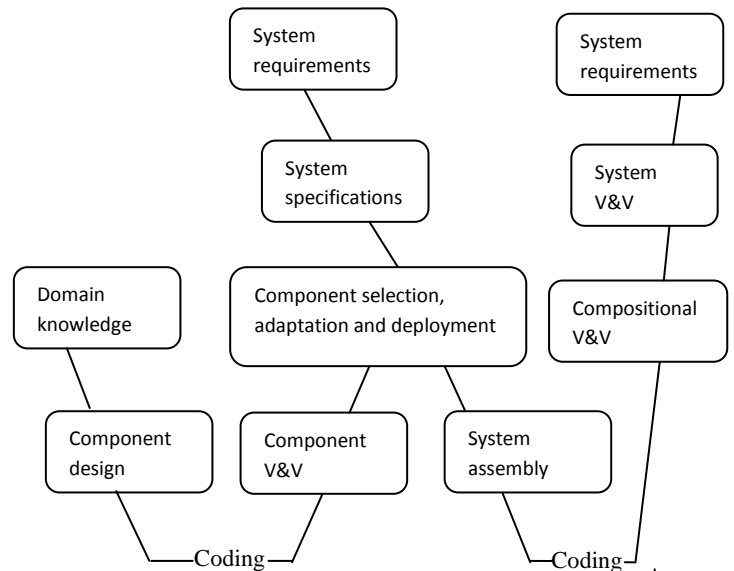 System
requirements
System
requirements
System
specifications
System
V&V
Domain
knowledge
Component selection,
adaptation and deployment
Compositional
V&V
Component
design
Component
V&V
System
assembly
Coding
Coding